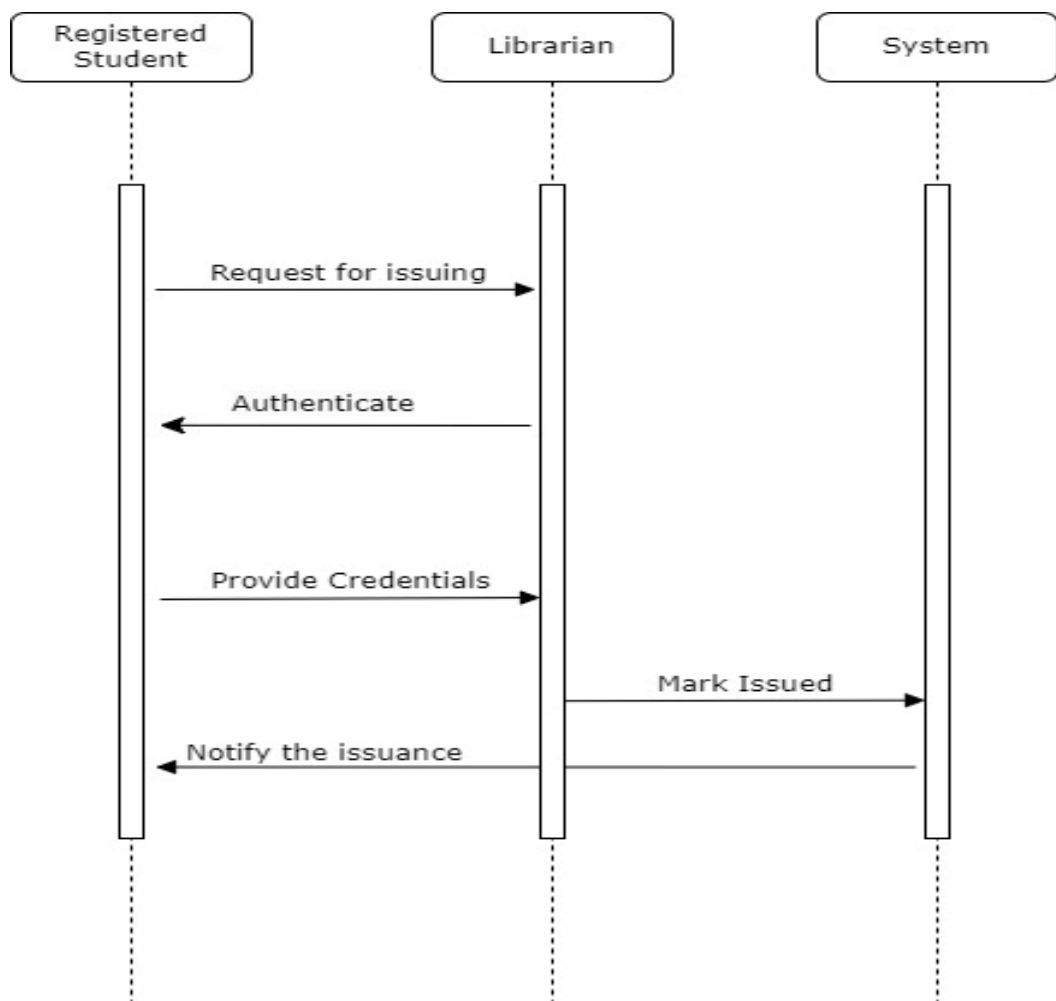 Registered
Student
Librarian
System
Request for issuing
Authenticate
Provide Credentials
Mark Issued
Notify the issuance